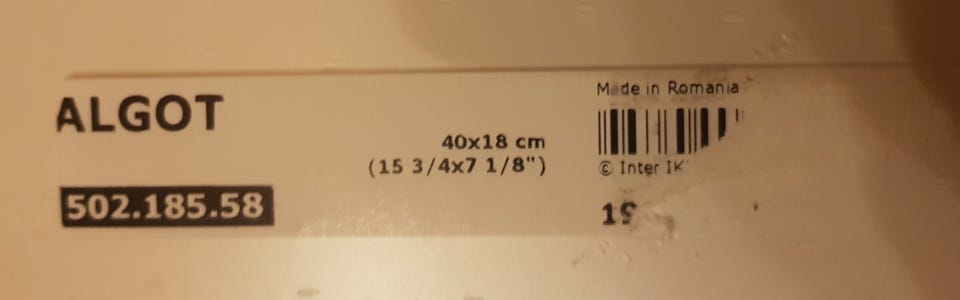 ALGOT
502.185.58
40x18 cm
(15 3/4x7 1/8")
Made in Romania
© Inter